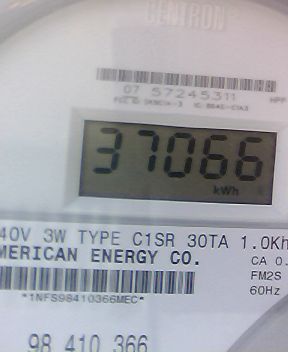 CENTRON
07 57245311
HPF
37066
kWh
40V 3W TYPE C1SR 30TA 1.0Kh
MERICAN ENERGY CO.
CA 0.
FM2S
60Hz
*1NFS98410366MEC*
98 410 366